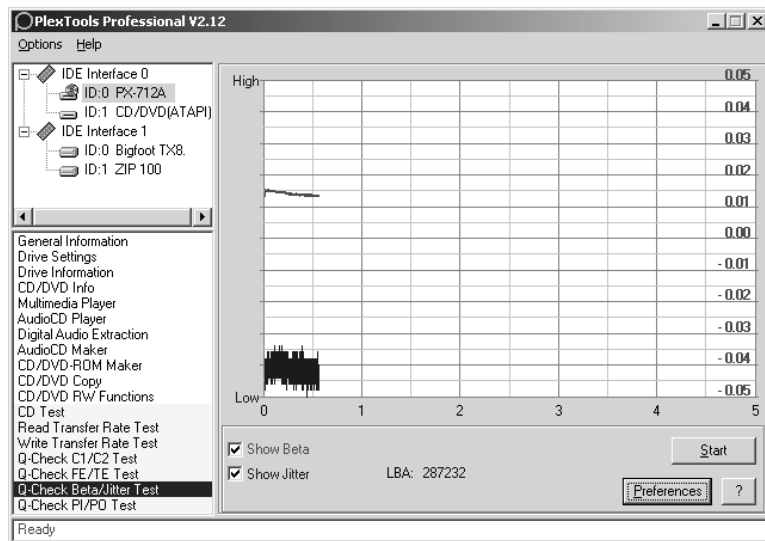 PlexTools Professional V2.12
Options Help
IDE Interface 0
ID:0 PX-712A
ID:1 CD/DVD(ATAPI)
IDE Interface 1
ID:0 Bigfoot TX8.
ID:1 ZIP 100
General Information
Drive Settings
Drive Information
CD/DVD Info
Multimedia Player
AudioCD Player
Digital Audio Extraction
AudioCD Maker
CD/DVD-ROM Maker
CD/DVD Copy
CD/DVD RW Functions
CD Test
Read Transfer Rate Test
Write Transfer Rate Test
Q-Check C1/C2 Test
Q-Check FE/TE Test
Q-Check Beta/Jitter Test
Q-Check PI/PO Test
High
0.05
0.04
0.03
0.02
0.01
0.00
- 0.01
- 0.02
- 0.03
- 0.04
- 0.05
Low
0 1 2 3 4 5
Show Beta
Start
Show Jitter LBA: 287232
Preferences ?
Ready